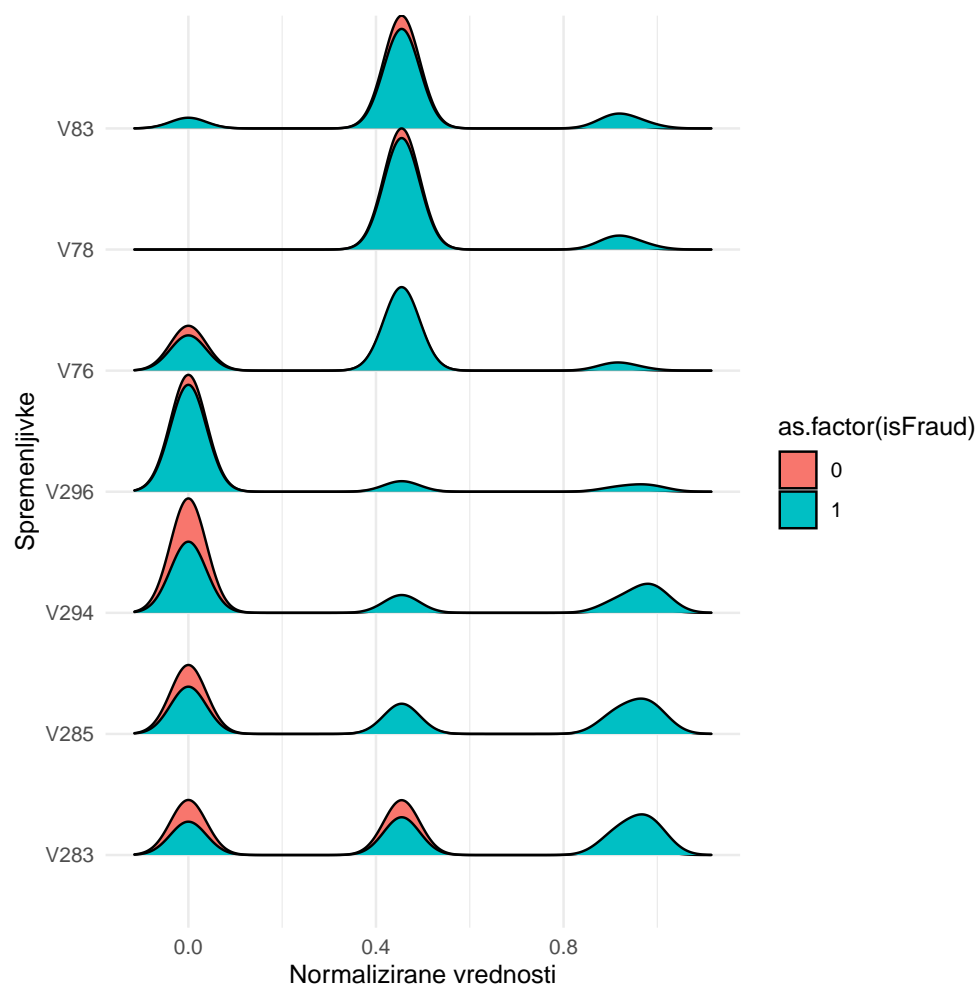 V83
V78
V76
V296
V294
V285
V283
Spremenljivke
0.0 0.4 0.8
Normalizirane vrednosti
as.factor(isFraud)
0
1